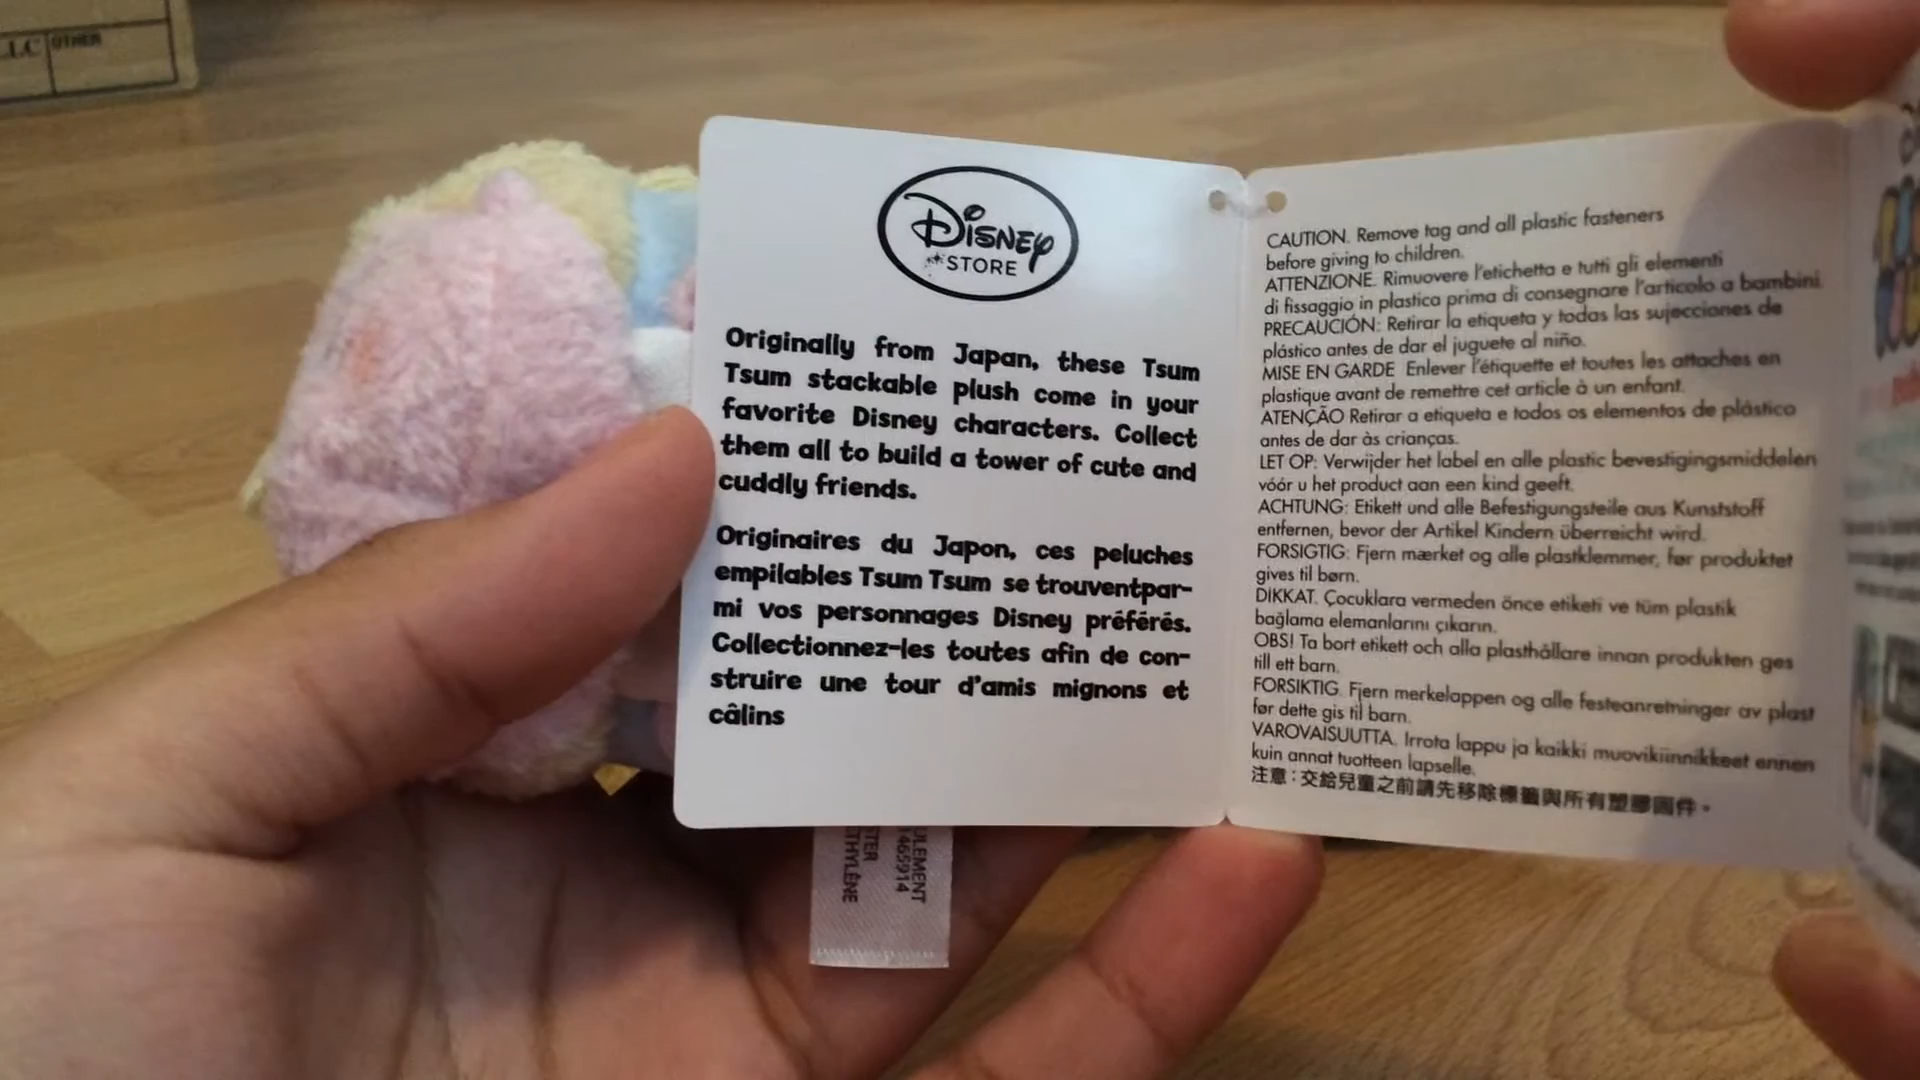 OTHER
Disney
STORE
Originally from Japan, these Tsum
Tsum stackable plush come in your
favorite Disney characters. Collect
them all to build a tower of cute and
cuddly friends.
Originaires du Japon, ces peluches
empilables Tsum Tsum se trouventpar-
mi vos personnages Disney préférés.
Collectionnez-les toutes afin de con-
struire une tour d'amis mignons et
câlins
CAUTION. Remove tag and all plastic fasteners
before giving to children.
ATTENZIONE. Rimuovere l'etichetta e tutti gli elementi
di fissaggio in plastica prima di consegnare l'articolo a bambini.
PRECAUCIÓN: Retirar la etiqueta y todas las sujecciones de
plástico antes de dar el juguete al niño.
MISE EN GARDE Enlever l'étiquette et toutes les attaches en
plastique avant de remettre cet article à un enfant.
ATENÇÃO Retirar a etiqueta e todos os elementos de plástico
antes de dar às crianças.
LET OP: Verwijder het label en alle plastic bevestigingsmiddelen
vóór u het product aan een kind geeft.
ACHTUNG: Etikett und alle Befestigungsteile aus Kunststoff
entfernen, bevor der Artikel Kindern überreicht wird.
FORSIGTIG: Fjern mærket og alle plastklemmer, før produktet
gives til børn.
DİKKAT. Çocuklara vermeden önce etiketi ve tüm plastik
bağlama elemanlarını çıkarın.
OBS! Ta bort etikett och alla plasthållare innan produkten ges
till ett barn.
FORSIKTIG. Fjern merkelappen og alle festeanretninger av plast
før dette gis til barn.
VAROVAISUUTTA. Irrota lappu ja kaikki muovikiinnikkeet ennen
kuin annat tuotteen lapselle.
注意：交給兒童之前請先移除標籤與所有塑膠固件。
ULEMENT
1465914
STER
ETHYLÈNE